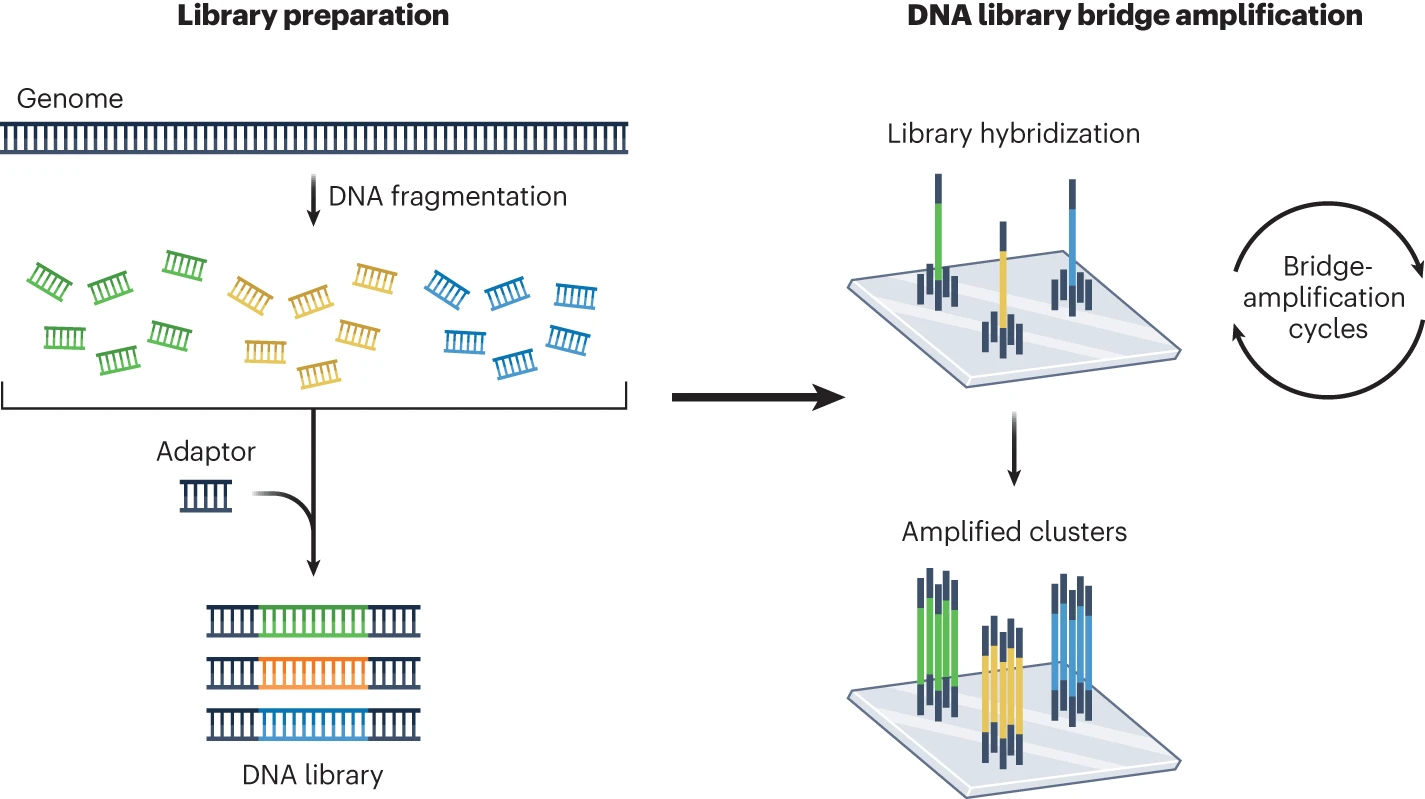 Library preparation
Genome
DNA fragmentation
Adaptor
DNA library
DNA library bridge amplification
Library hybridization
Bridge-
amplification
cycles
Amplified clusters